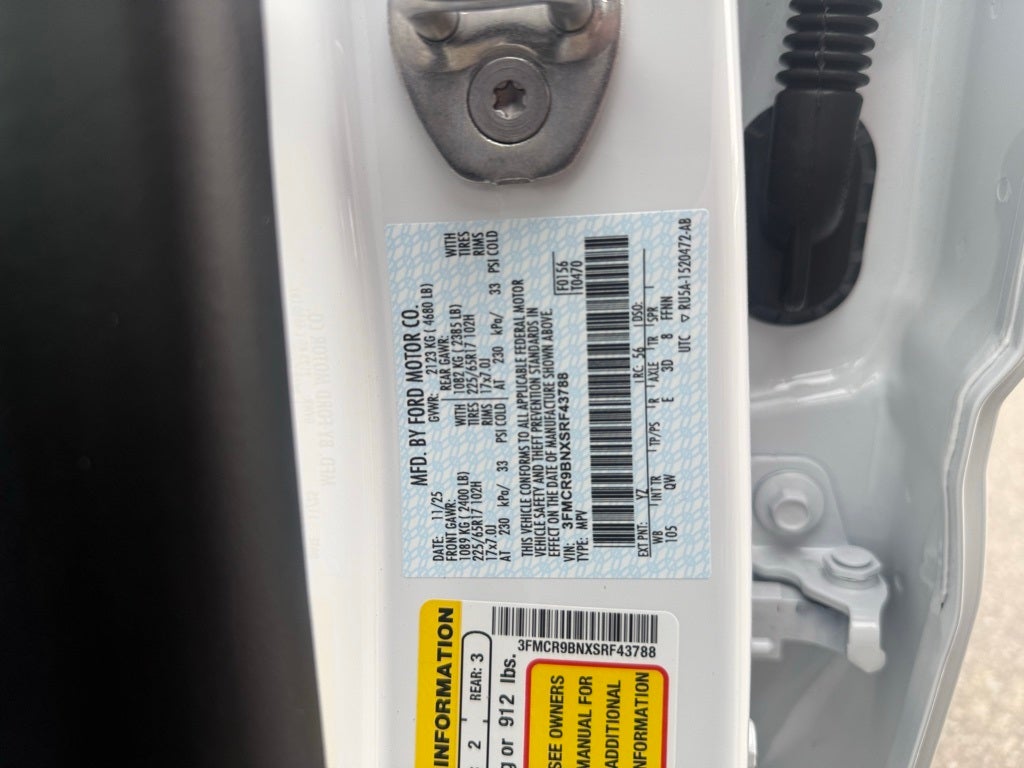 MFD. BY FORD MOTOR CO.
DATE: 11/25 GVWR: 2123 KG ( 4680 LB)
FRONT GAWR: REAR GAWR:
1089 KG ( 2400 LB) WITH 1082 KG ( 2385 LB) WITH
225/65R17 102H TIRES 225/65R17 102H TIRES
17x7.0J RIMS 17x7.0J RIMS
AT 230 kPa/ 33 PSI COLD AT 230 kPa/ 33 PSI COLD
THIS VEHICLE CONFORMS TO ALL APPLICABLE FEDERAL MOTOR
VEHICLE SAFETY AND THEFT PREVENTION STANDARDS IN
EFFECT ON THE DATE OF MANUFACTURE SHOWN ABOVE.
VIN: 3FMCR9BNXSRF43788 F0156
TYPE: MPV T0470
EXT PNT: YZ RC: 56 DSO:
WB INTTR TP/PS R AXLE TR SPR
105 QW E 3D 8 FFNN
UTC ▽ RU5A-1520472-AB
3FMCR9BNXSRF43788
INFORMATION
2 REAR: 3
g or 912 lbs.
SEE OWNERS
MANUAL FOR
ADDITIONAL
NFORMATION